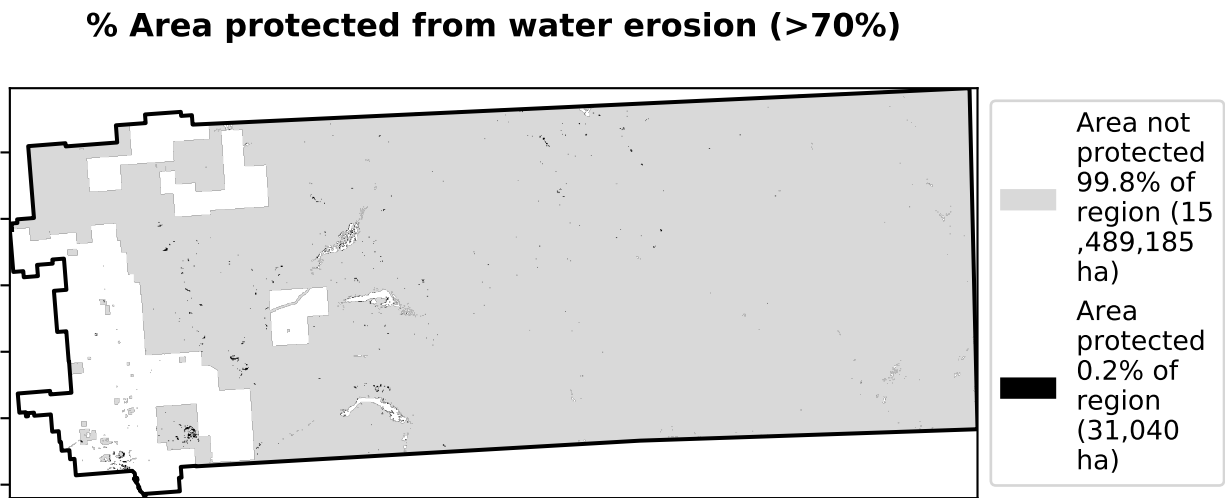 % Area protected from water erosion (>70%)
Area not
protected
99.8% of
region (15
,489,185
ha)
Area
protected
0.2% of
region
(31,040
ha)